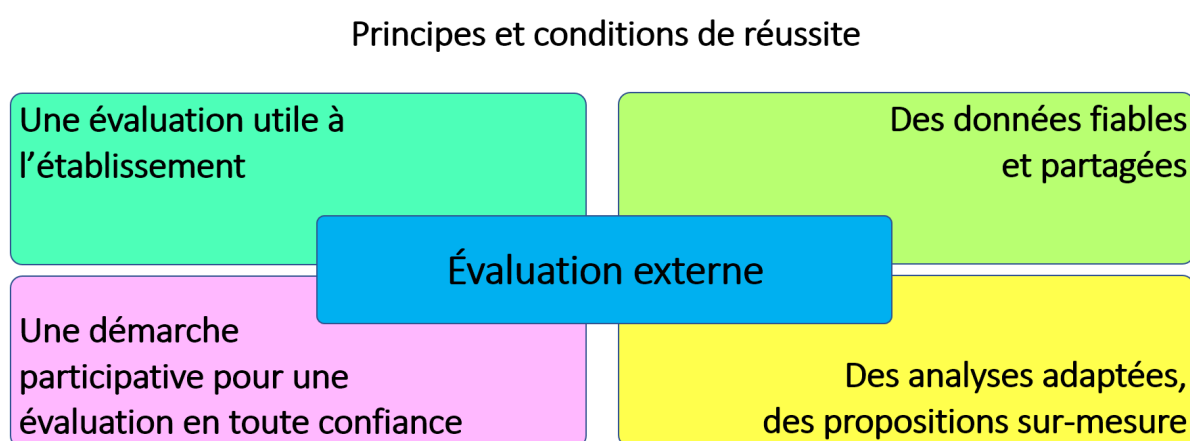 Principes et conditions de réussite
Une évaluation utile à
l'établissement
Des données fiables
et partagées
Évaluation externe
Une démarche
participative pour une
évaluation en toute confiance
Des analyses adaptées,
des propositions sur-mesure